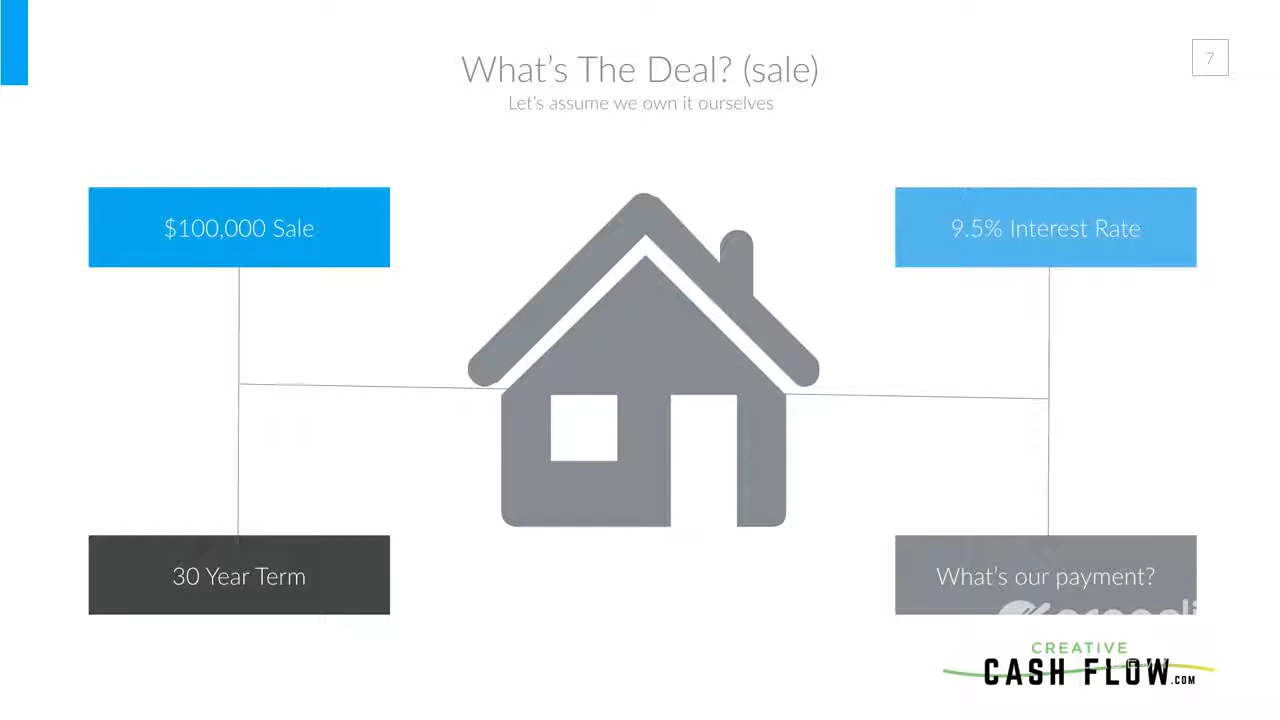 What's The Deal? (sale)
7
Let's assume we own it ourselves
$100,000 Sale
9.5% Interest Rate
30 Year Term
What's our payment?
CREATIVE
CASH FLOW.COM